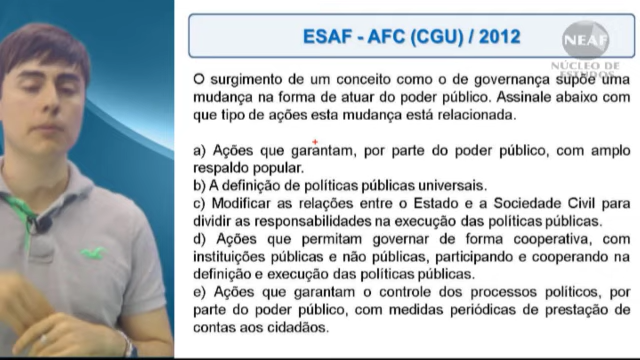 ESAF - AFC (CGU) / 2012
NEAF
NÚCLEO DE
ESTUDOS
O surgimento de um conceito como o de governança supõe uma
mudança na forma de atuar do poder público. Assinale abaixo
com que tipo de ações esta mudança está relacionada.
a) Ações que garantam, por parte do poder público, com amplo
respaldo popular.
b) A definição de políticas públicas universais.
c) Modificar as relações entre o Estado e a Sociedade Civil para
dividir as responsabilidades na execução das políticas públicas.
d) Ações que permitam governar de forma cooperativa, com
instituições públicas e não públicas, participando e cooperando na
definição e execução das políticas públicas.
e) Ações que garantam o controle dos processos políticos, por
parte do poder público, com medidas periódicas de prestação de
contas aos cidadãos.